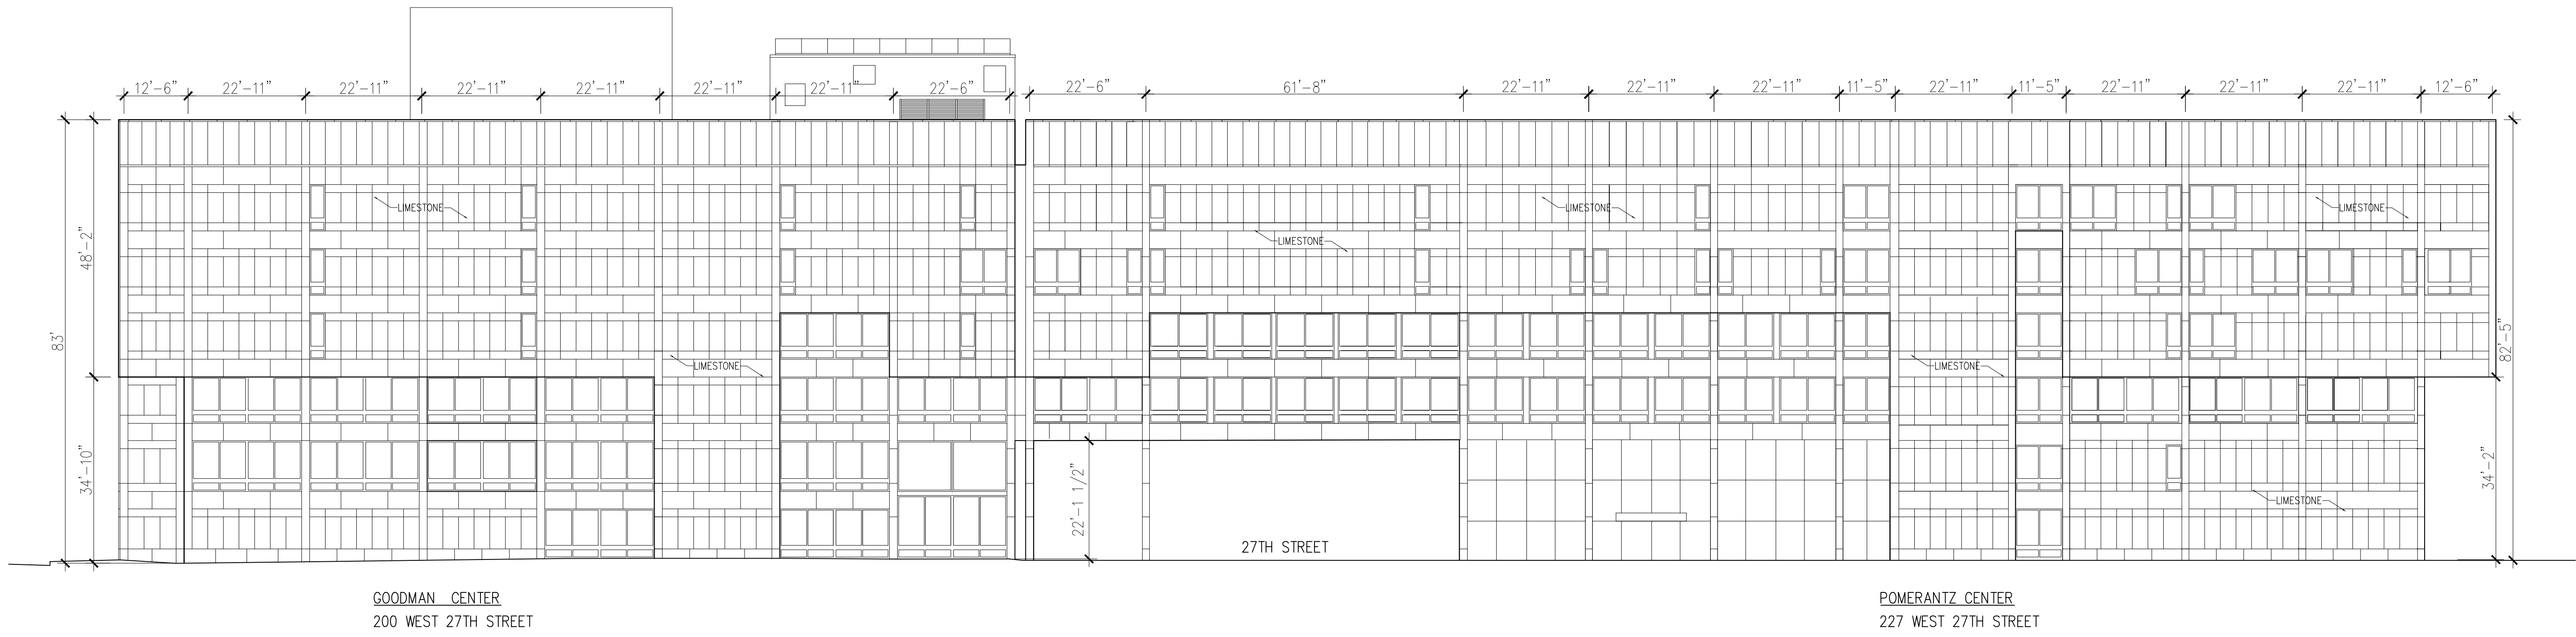 12'-6" 22'-11" 22'-11" 22'-11" 22'-11" 22'-11" 22'-11" 22'-6" 22'-6" 61'-8" 22'-11" 22'-11" 22'-11" 11'-5" 22'-11" 11'-5" 22'-11" 22'-11" 22'-11" 12'-6"
LIMESTONE LIMESTONE LIMESTONE
LIMESTONE
48'-2"
83'
82'-5"
LIMESTONE LIMESTONE
34'-10"
22'-1 1/2"
34'-2"
LIMESTONE
27TH STREET
GOODMAN CENTER
200 WEST 27TH STREET
POMERANTZ CENTER
227 WEST 27TH STREET